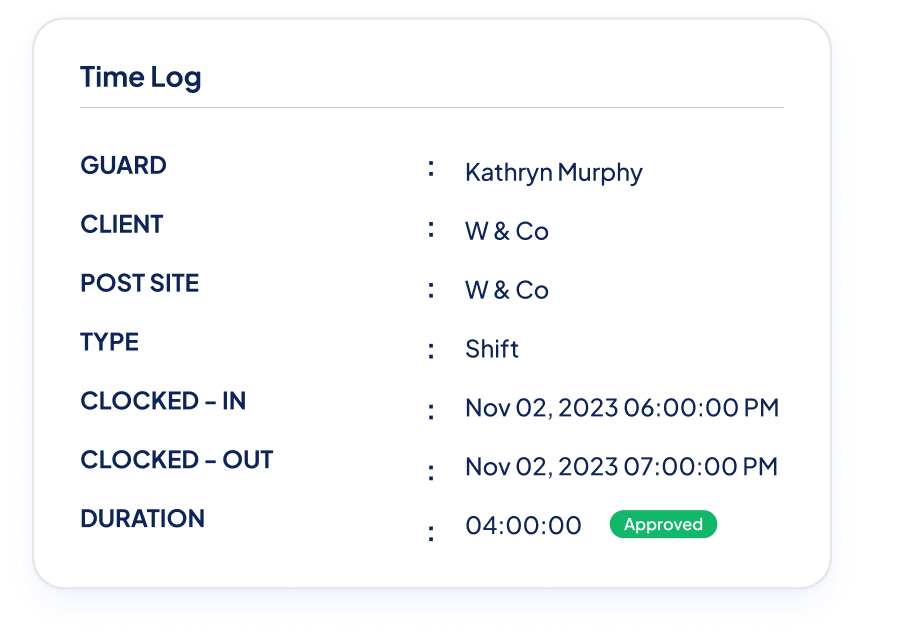 Time Log
GUARD : Kathryn Murphy
CLIENT : W & Co
POST SITE : W & Co
TYPE : Shift
CLOCKED – IN : Nov 02, 2023 06:00:00 PM
CLOCKED – OUT : Nov 02, 2023 07:00:00 PM
DURATION : 04:00:00 Approved